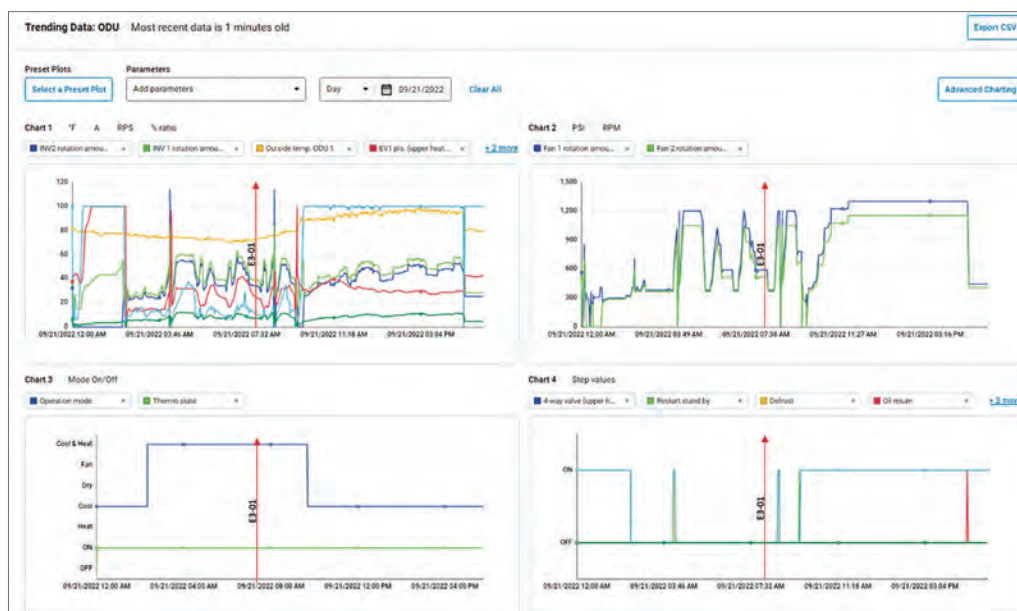 Trending Data: ODU Most recent data is 1 minutes old Export CSV
Preset Plots Parameters
Select a Preset Plot Add parameters Day 09/21/2022 Clear All Advanced Charting
Chart 1 °F A RPS % ratio
INV2 rotation amou... × INV 1 rotation amou... × Outside temp. ODU 1 × EV1 pls. (upper heat... × + 2 more
120
100
80
60
40
20
0
E3-01
09/21/2022 12:00 AM 09/21/2022 03:46 AM 09/21/2022 07:32 AM 09/21/2022 11:18 AM 09/21/2022 03:04 PM
Chart 2 PSI RPM
Fan 1 rotation amou... × Fan 2 rotation amou... ×
1,500
1,200
900
600
300
0
E3-01
09/21/2022 12:00 AM 09/21/2022 03:49 AM 09/21/2022 07:38 AM 09/21/2022 11:27 AM 09/21/2022 03:16 PM
Chart 3 Mode On/Off
Operation mode × Thermo state ×
Cool & Heat
Fan
Dry
Cool
Heat
ON
OFF
E3-01
09/21/2022 12:00 AM 09/21/2022 04:00 AM 09/21/2022 08:00 AM 09/21/2022 12:00 PM 09/21/2022 04:00 PM
Chart 4 Step values
4-way valve (upper h... × Restart stand by × Defrost × Oil return × + 2 more
ON
OFF
E3-01
09/21/2022 12:00 AM 09/21/2022 03:46 AM 09/21/2022 07:32 AM 09/21/2022 11:18 AM 09/21/2022 03:04 PM